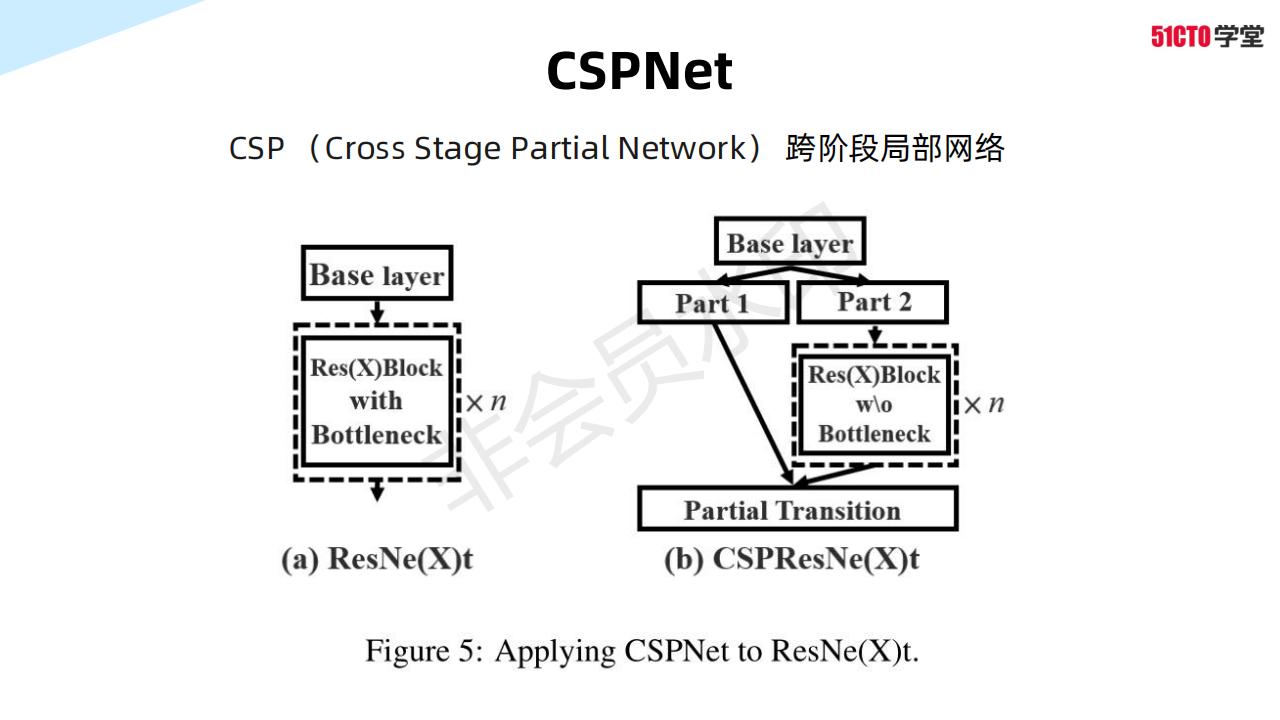 51CTO学堂
CSPNet
CSP （Cross Stage Partial Network） 跨阶段局部网络
Base layer
Res(X)Block
with
Bottleneck
× n
(a) ResNe(X)t
Base layer
Part 1
Part 2
Res(X)Block
w\o
Bottleneck
× n
Partial Transition
(b) CSPResNe(X)t
非会员水印
Figure 5: Applying CSPNet to ResNe(X)t.